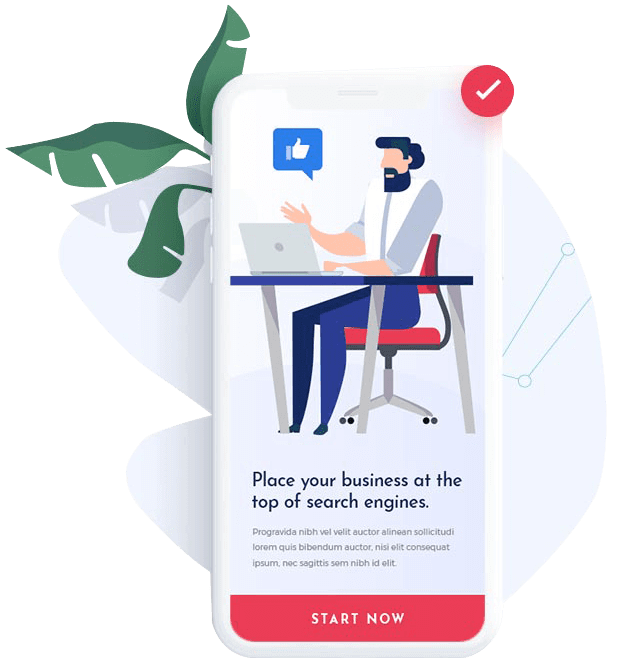 Place your business at the
top of search engines.
Progravida nibh vel velit auctor alinean sollicitudi
lorem quis bibendum auctor, nisi elit consequat
ipsum, nec sagittis sem nibh id elit.
START NOW